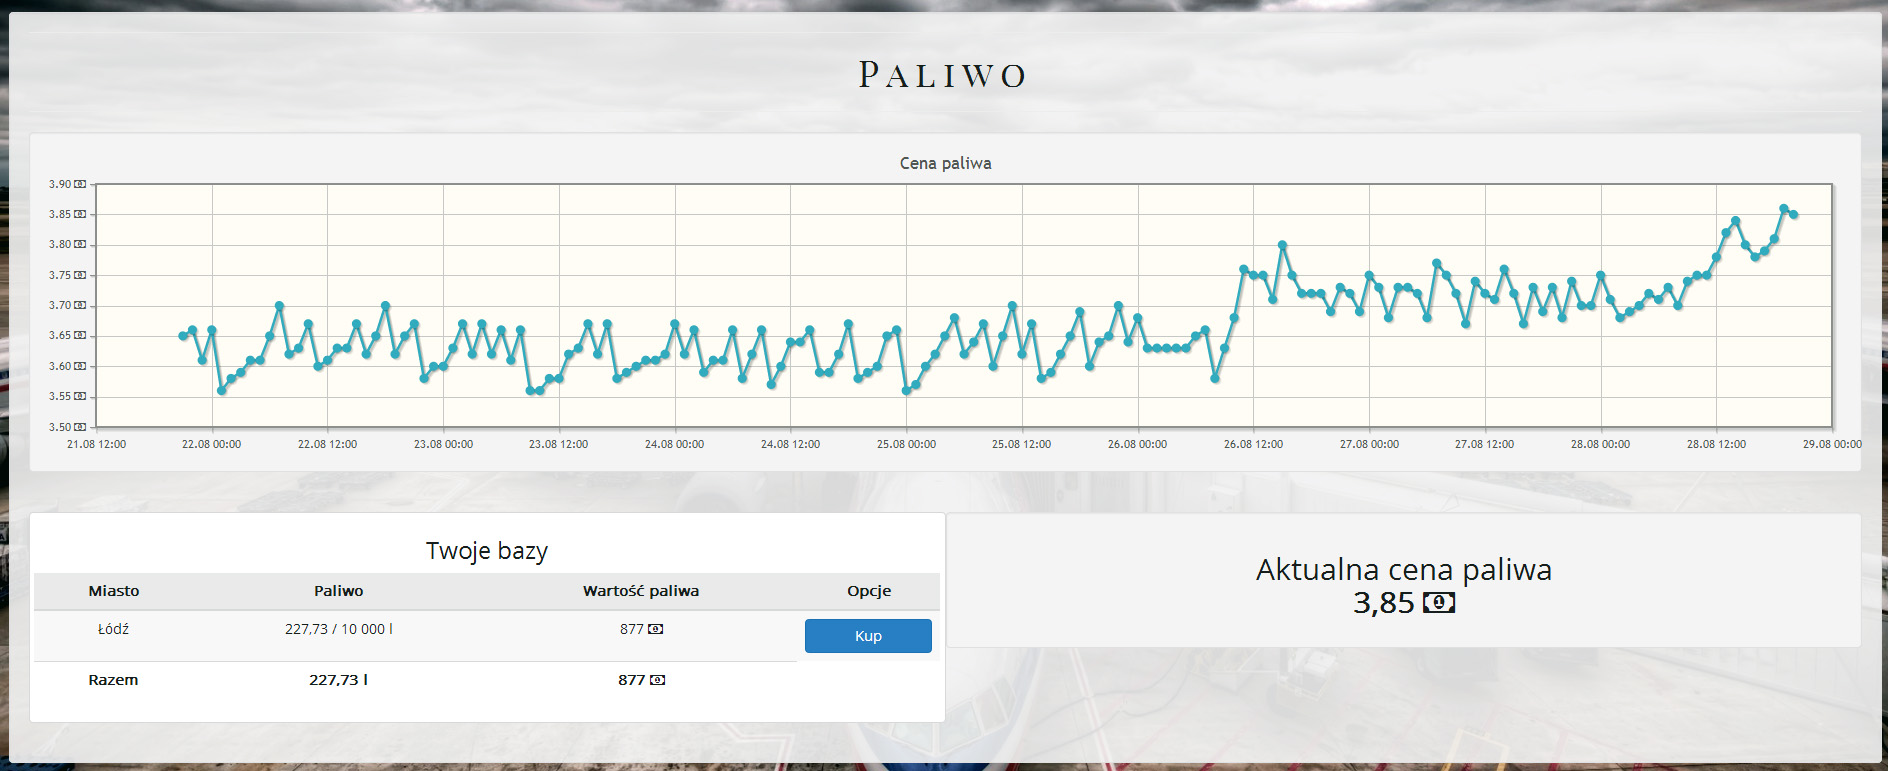 PALIWO
Cena paliwa
3.90
3.85
3.80
3.75
3.70
3.65
3.60
3.55
3.50
21.08 12:00 22.08 00:00 22.08 12:00 23.08 00:00 23.08 12:00 24.08 00:00 24.08 12:00 25.08 00:00 25.08 12:00 26.08 00:00 26.08 12:00 27.08 00:00 27.08 12:00 28.08 00:00 28.08 12:00 29.08 00:00
Twoje bazy
Miasto Paliwo Wartość paliwa Opcje
Łódź 227,73 / 10 000 l 877 Kup
Razem 227,73 l 877
Aktualna cena paliwa
3,85